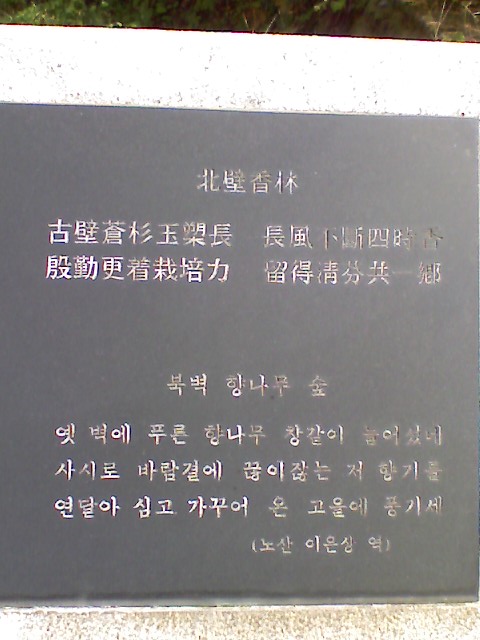 北壁香林
古壁蒼杉玉槊長 長風不斷四時香
殷勤更着栽培力 留得清芬共一鄉
북벽 향나무 숲
옛 벽에 푸른 향나무 창같이 늘어섰네
사시로 바람결에 끊이잖는 저 향기를
연달아 심고 가꾸어 온 고을에 풍기세
(노산 이은상 역)